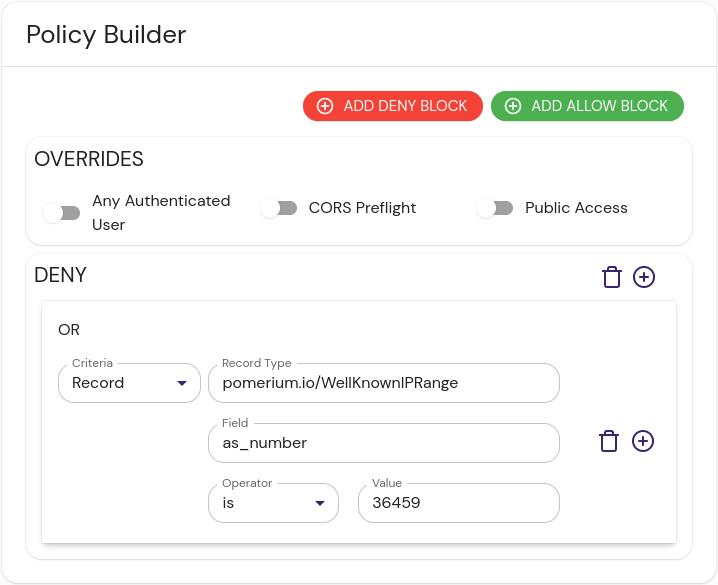 Policy Builder
ADD DENY BLOCK
ADD ALLOW BLOCK
OVERRIDES
Any Authenticated
User
CORS Preflight
Public Access
DENY
OR
Criteria
Record
Record Type
pomerium.io/WellKnownIPRange
Field
as_number
Operator
is
Value
36459